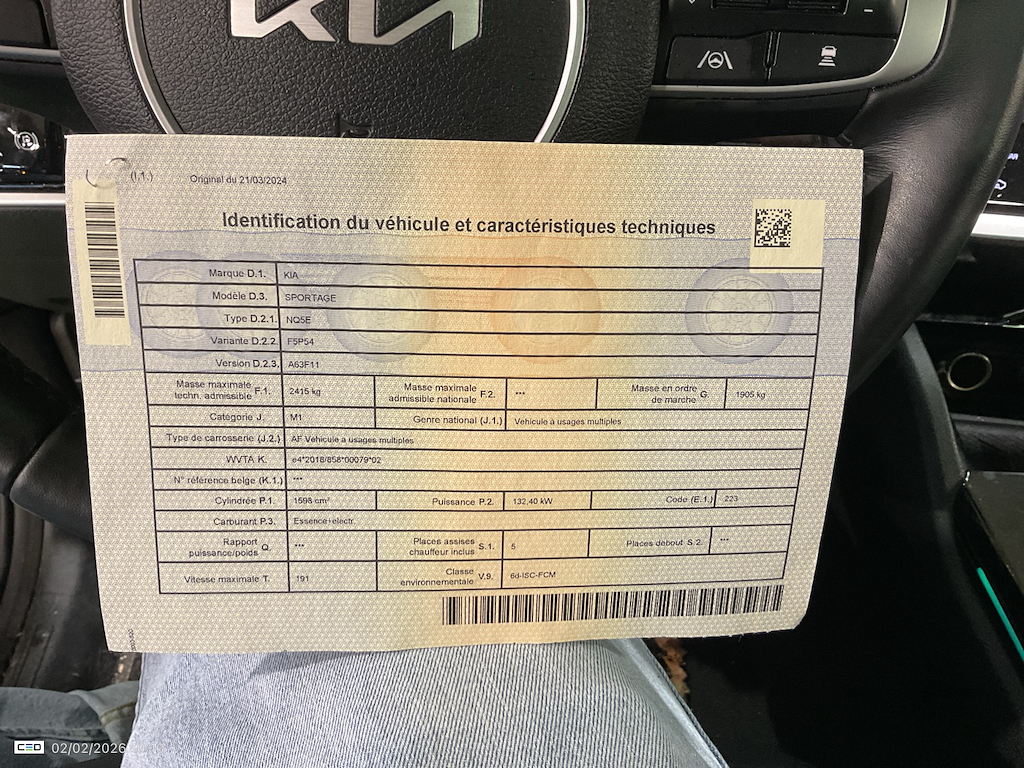 KIA
(I.1.) Original du 21/03/2024
Identification du véhicule et caractéristiques techniques
Marque D.1. KIA
Modèle D.3. SPORTAGE
Type D.2.1. NQ5E
Variante D.2.2. F5P54
Version D.2.3. A63F11
Masse maximale techn. admissible F.1. 2415 kg Masse maximale admissible nationale F.2. *** Masse en ordre de marche G. 1905 kg
Catégorie J. M1 Genre national (J.1.) Véhicule à usages multiples
Type de carrosserie (J.2.) AF Véhicule à usages multiples
WVTA K. e4*2018/858*00079*02
N° référence belge (K.1.) ***
Cylindrée P.1. 1598 cm³ Puissance P.2. 132,40 kW Code (E.1.) 223
Carburant P.3. Essence+électr.
Rapport puissance/poids Q. *** Places assises chauffeur inclus S.1. 5 Places debout S.2. ***
Vitesse maximale T. 191 Classe environnementale V.9. 6d-ISC-FCM
CEO 02/02/2026